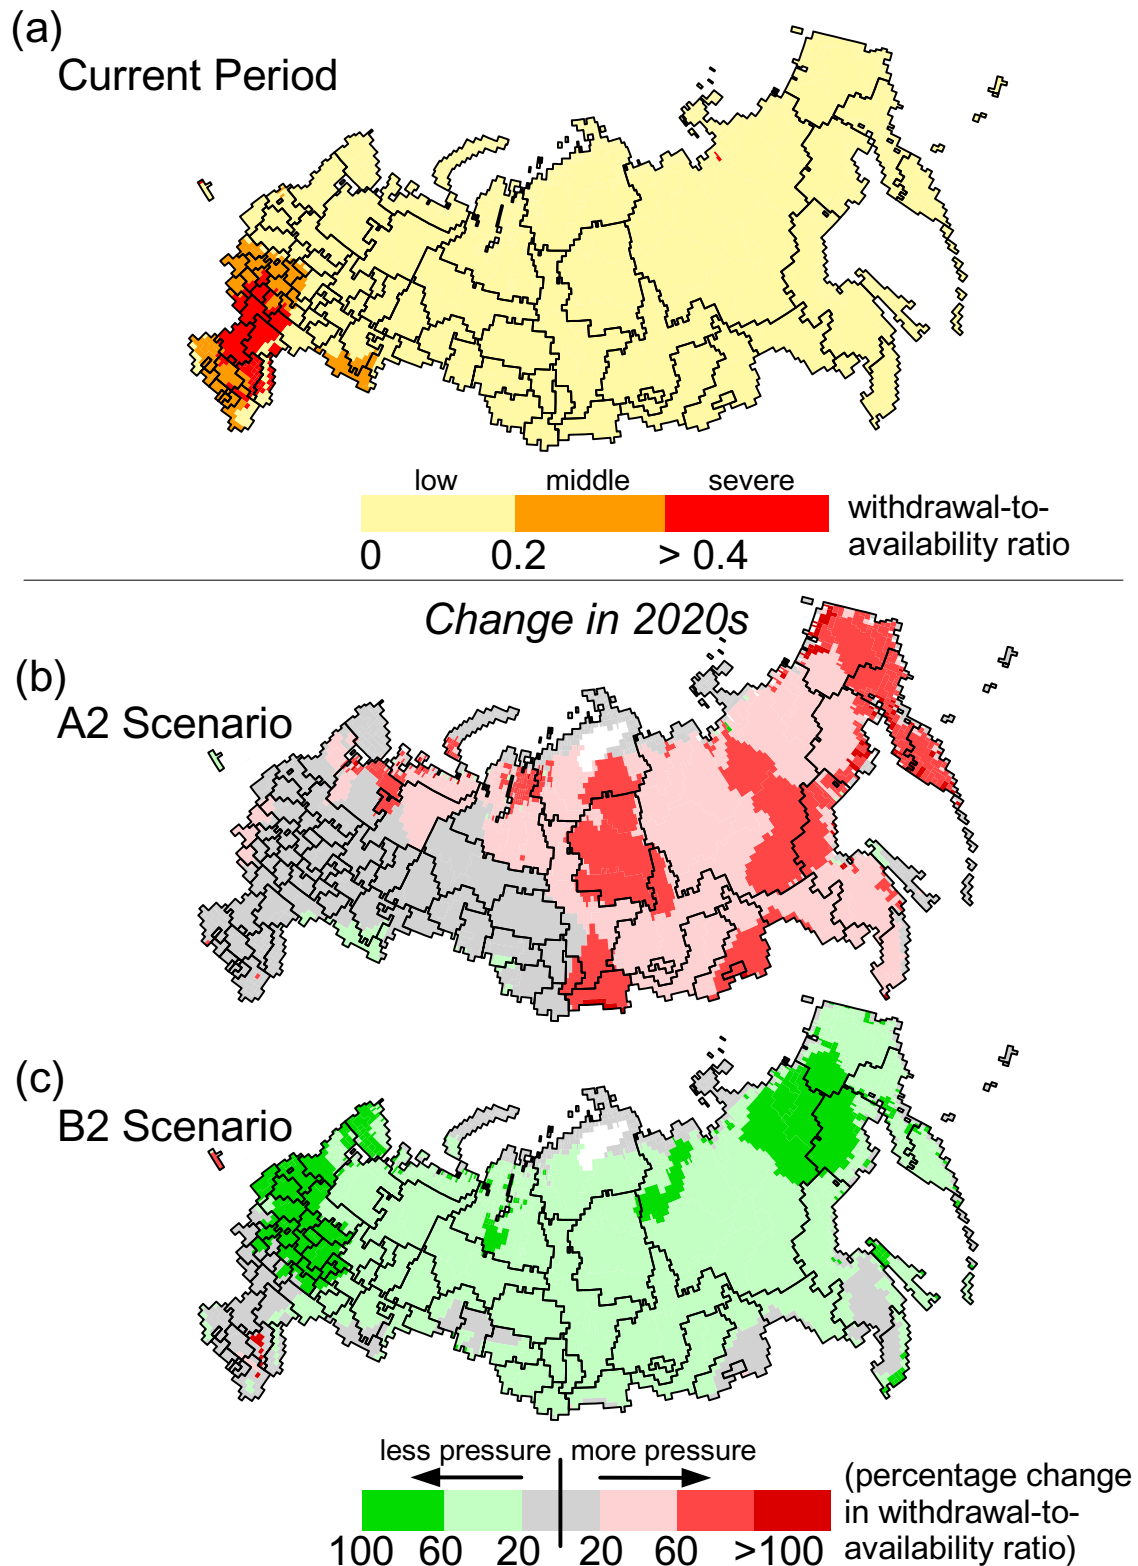 (a)
Current Period
low middle severe
0 0.2 > 0.4
withdrawal-to-
availability ratio
Change in 2020s
(b)
A2 Scenario
(c)
B2 Scenario
less pressure more pressure
100 60 20 20 60 >100
(percentage change
in withdrawal-to-
availability ratio)